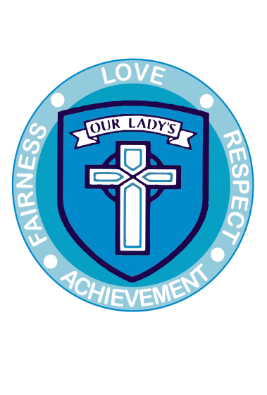 LOVE
OUR LADY'S
FAIRNESS
RESPECT
ACHIEVEMENT